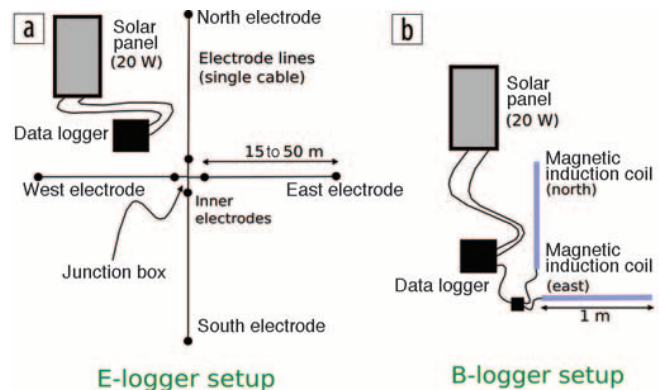 a
North electrode
Solar
panel
(20 W)
Electrode lines
(single cable)
Data logger
15 to 50 m
West electrode
East electrode
Inner
electrodes
Junction box
South electrode
E-logger setup
b
Solar
panel
(20 W)
Magnetic
induction coil
(north)
Magnetic
induction coil
(east)
Data logger
1 m
B-logger setup